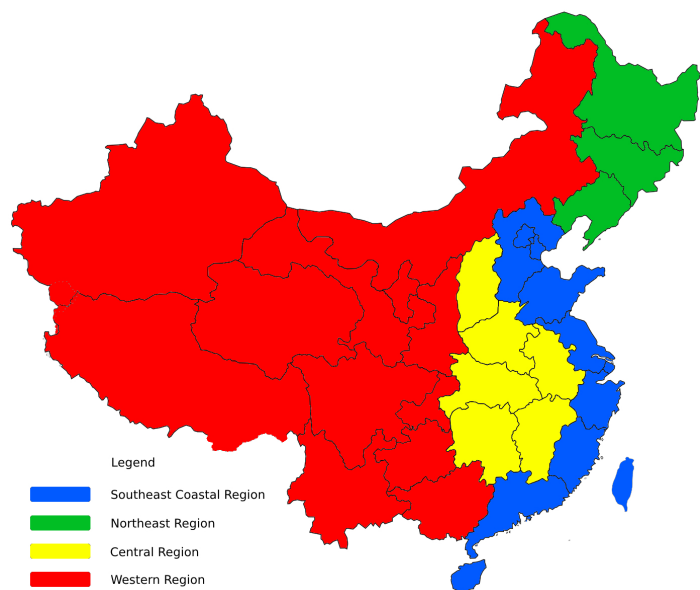 Legend
Southeast Coastal Region
Northeast Region
Central Region
Western Region